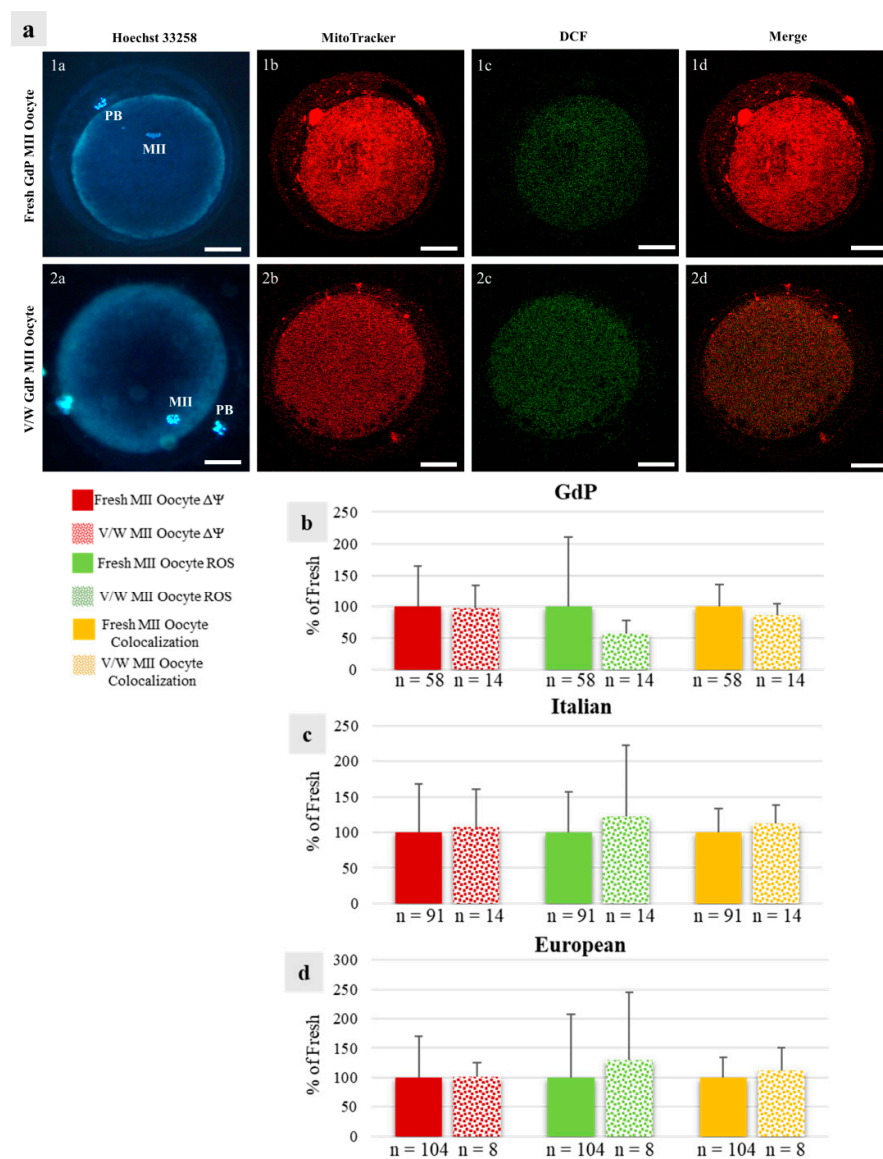 a
Hoechst 33258
MitoTracker
DCF
Merge
Fresh GdP MII Oocyte
1a
PB
MII
1b
1c
1d
V/W GdP MII Oocyte
2a
MII
PB
2b
2c
2d
Fresh MII Oocyte ΔΨ
V/W MII Oocyte ΔΨ
Fresh MII Oocyte ROS
V/W MII Oocyte ROS
Fresh MII Oocyte
Colocalization
V/W MII Oocyte
Colocalization
b
GdP
% of Fresh
250
200
150
100
50
0
n = 58 n = 14 n = 58 n = 14 n = 58 n = 14
c
Italian
% of Fresh
250
200
150
100
50
0
n = 91 n = 14 n = 91 n = 14 n = 91 n = 14
d
European
% of Fresh
300
250
200
150
100
50
0
n = 104 n = 8 n = 104 n = 8 n = 104 n = 8